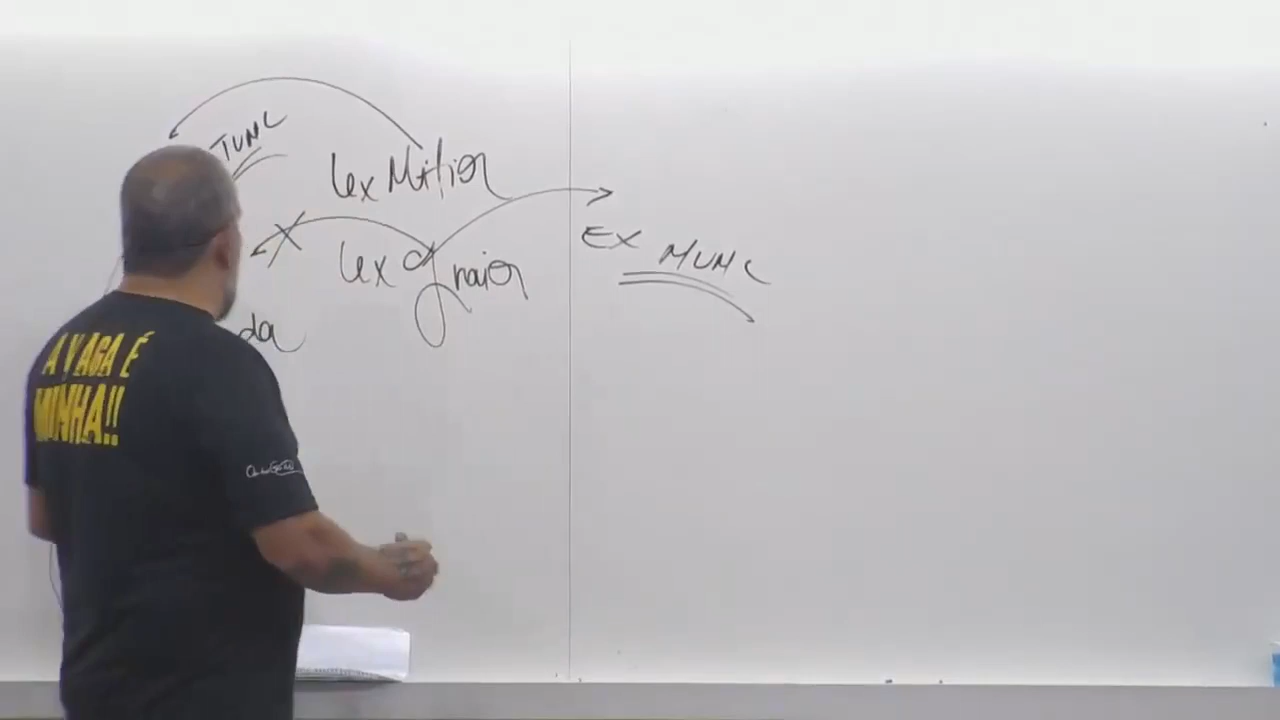 TUNC
lex Mitior
EX NUNC
lex Gravior
da
A VAGA É
MINHA!!